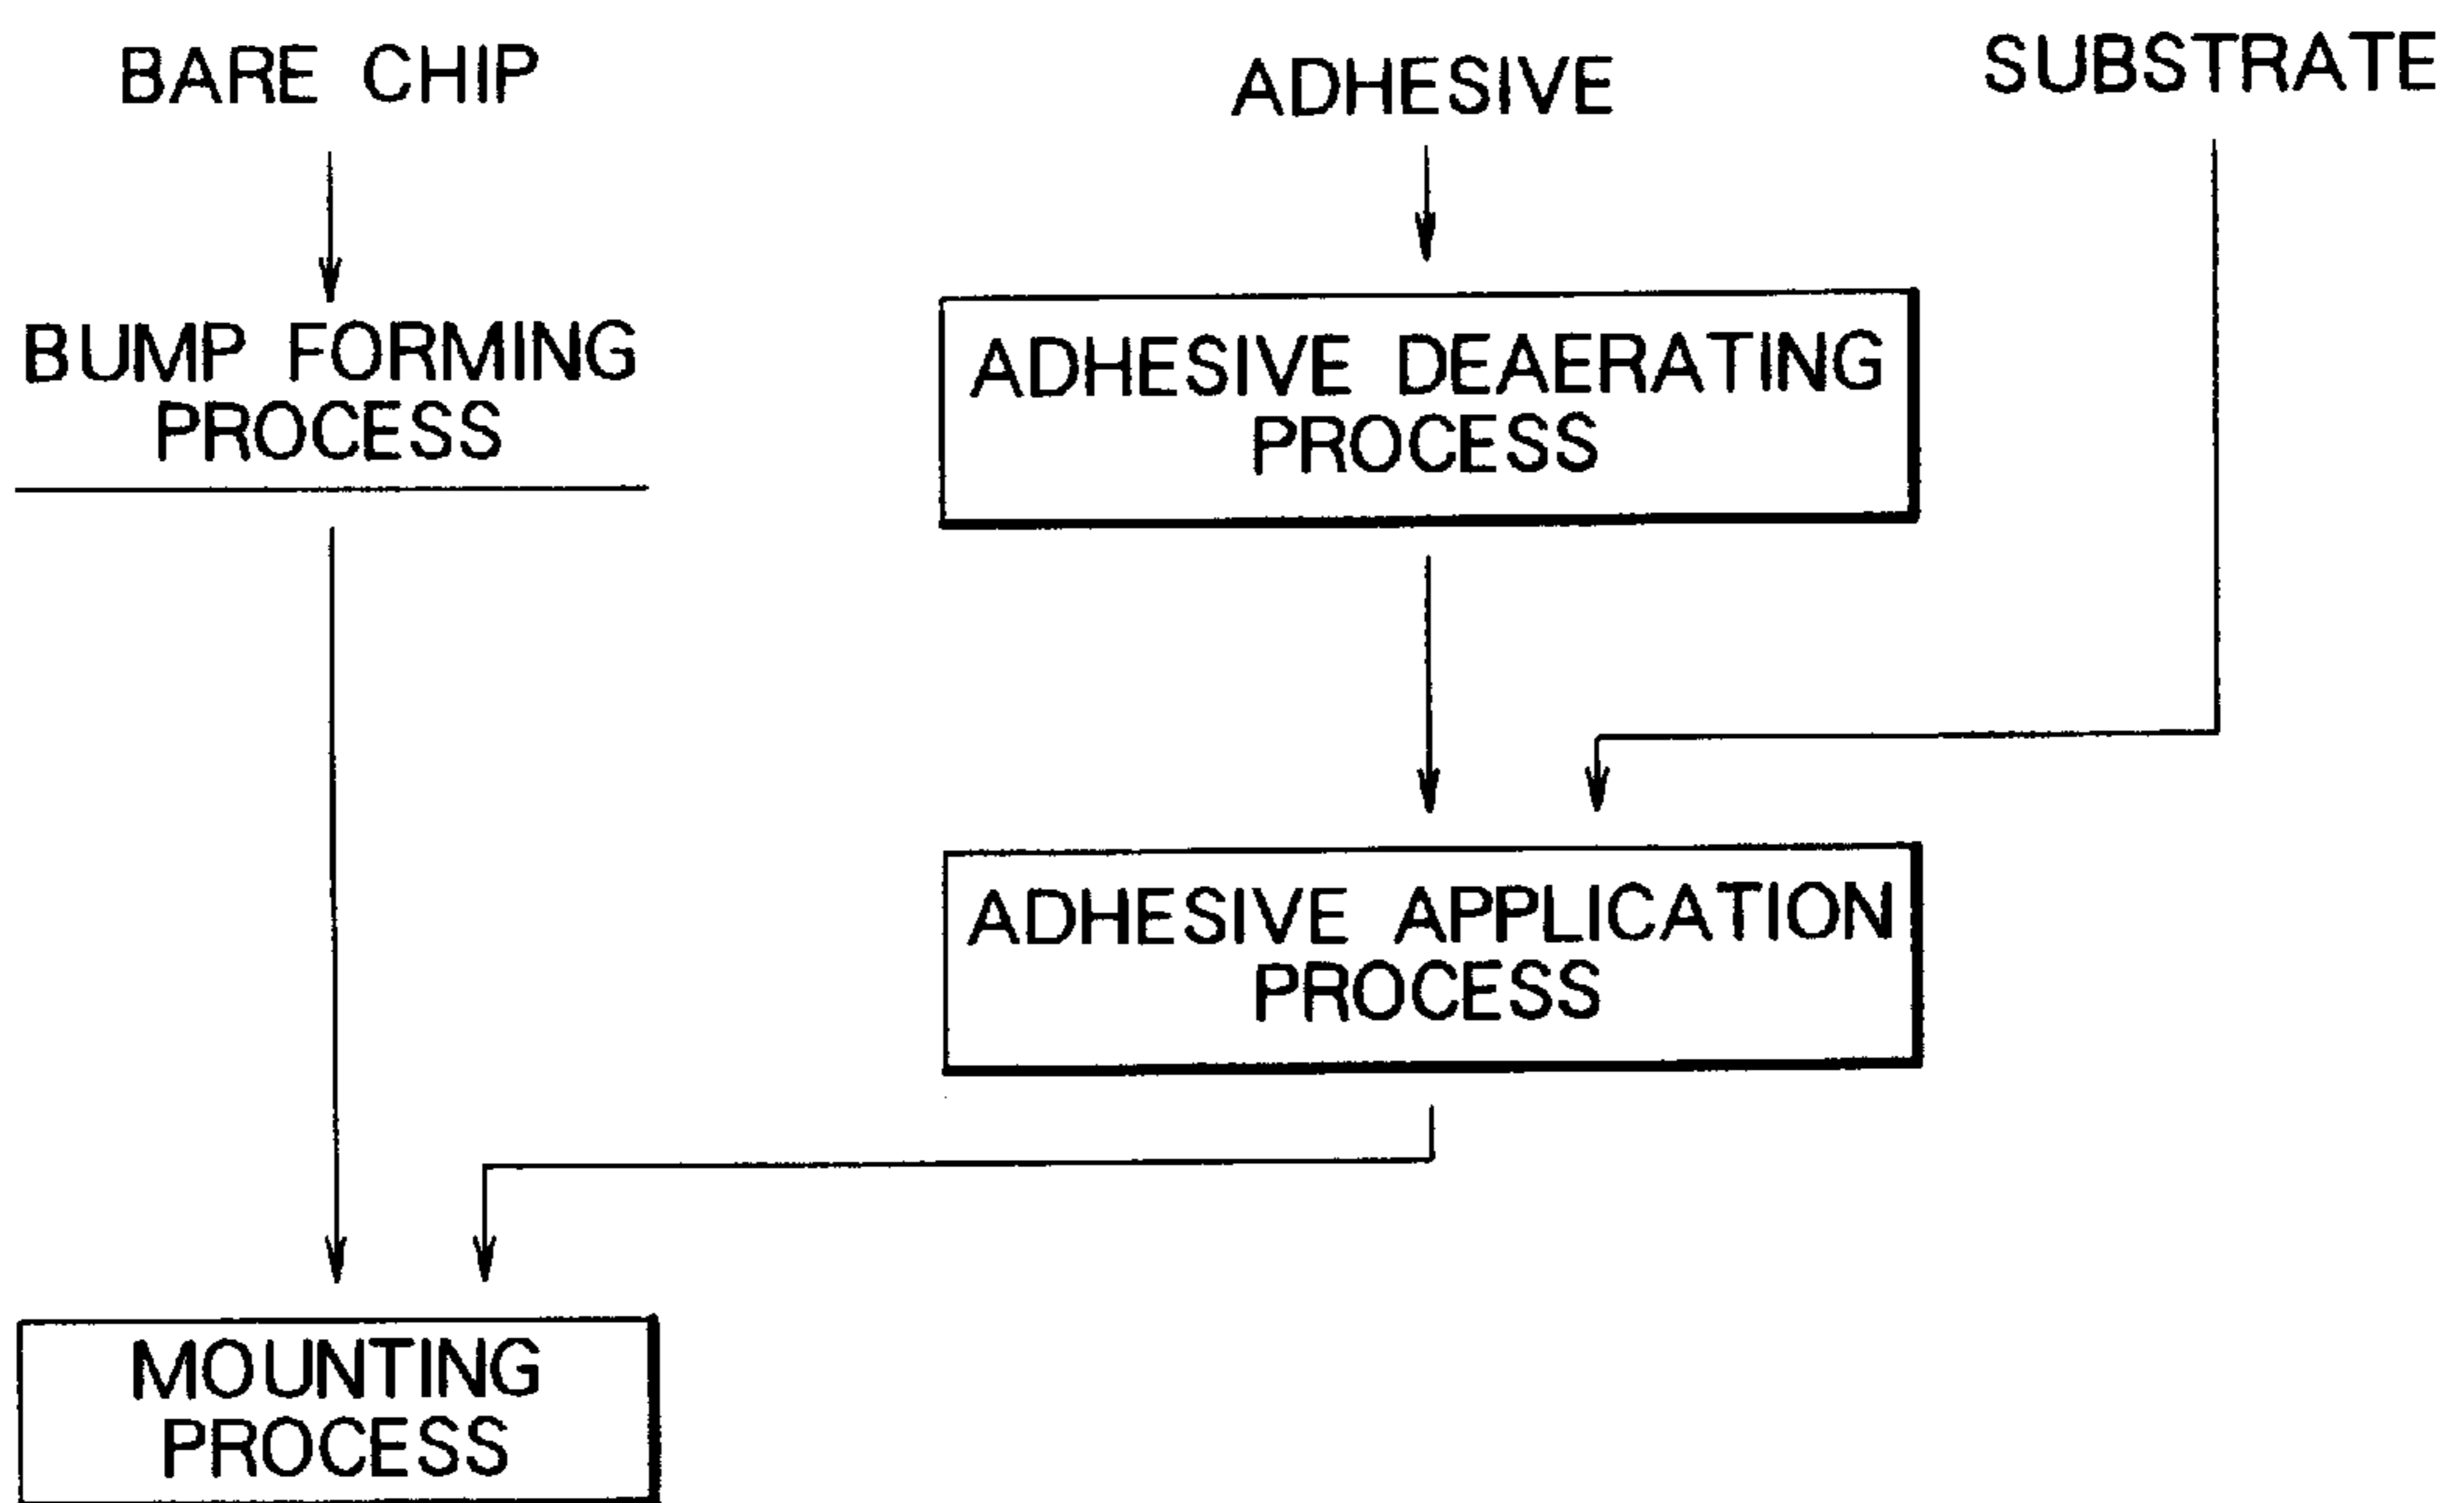 BARE CHIP
ADHESIVE
SUBSTRATE
BUMP FORMING
PROCESS
ADHESIVE DEAERATING
PROCESS
ADHESIVE APPLICATION
PROCESS
MOUNTING
PROCESS